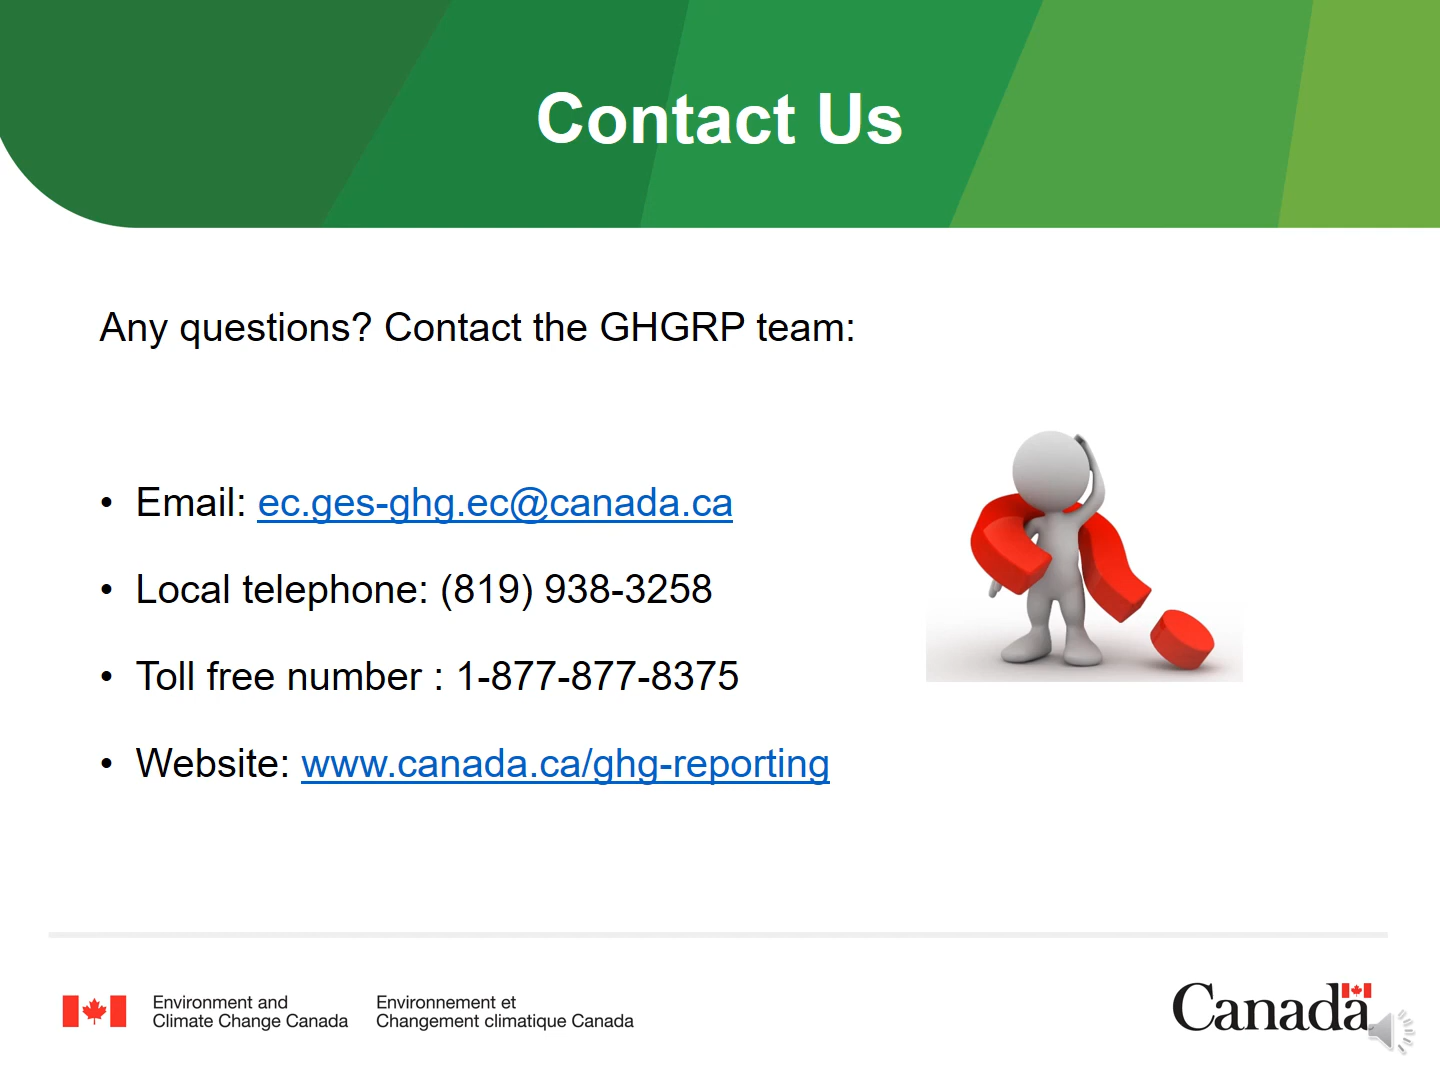 Contact Us
Any questions? Contact the GHGRP team:
• Email: ec.ges-ghg.ec@canada.ca
• Local telephone: (819) 938-3258
• Toll free number : 1-877-877-8375
• Website: www.canada.ca/ghg-reporting
Environment and
Climate Change Canada
Environnement et
Changement climatique Canada
Canada